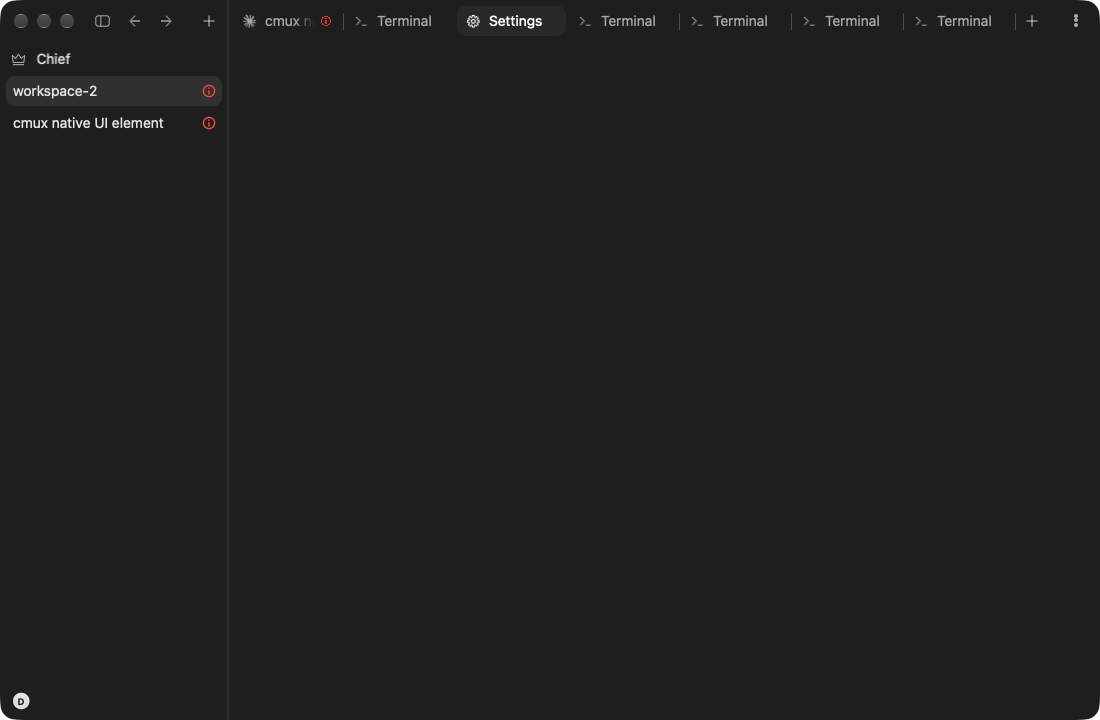 cmux n
Terminal
Settings
Terminal
Terminal
Terminal
Terminal
Chief
workspace-2
cmux native UI element
D